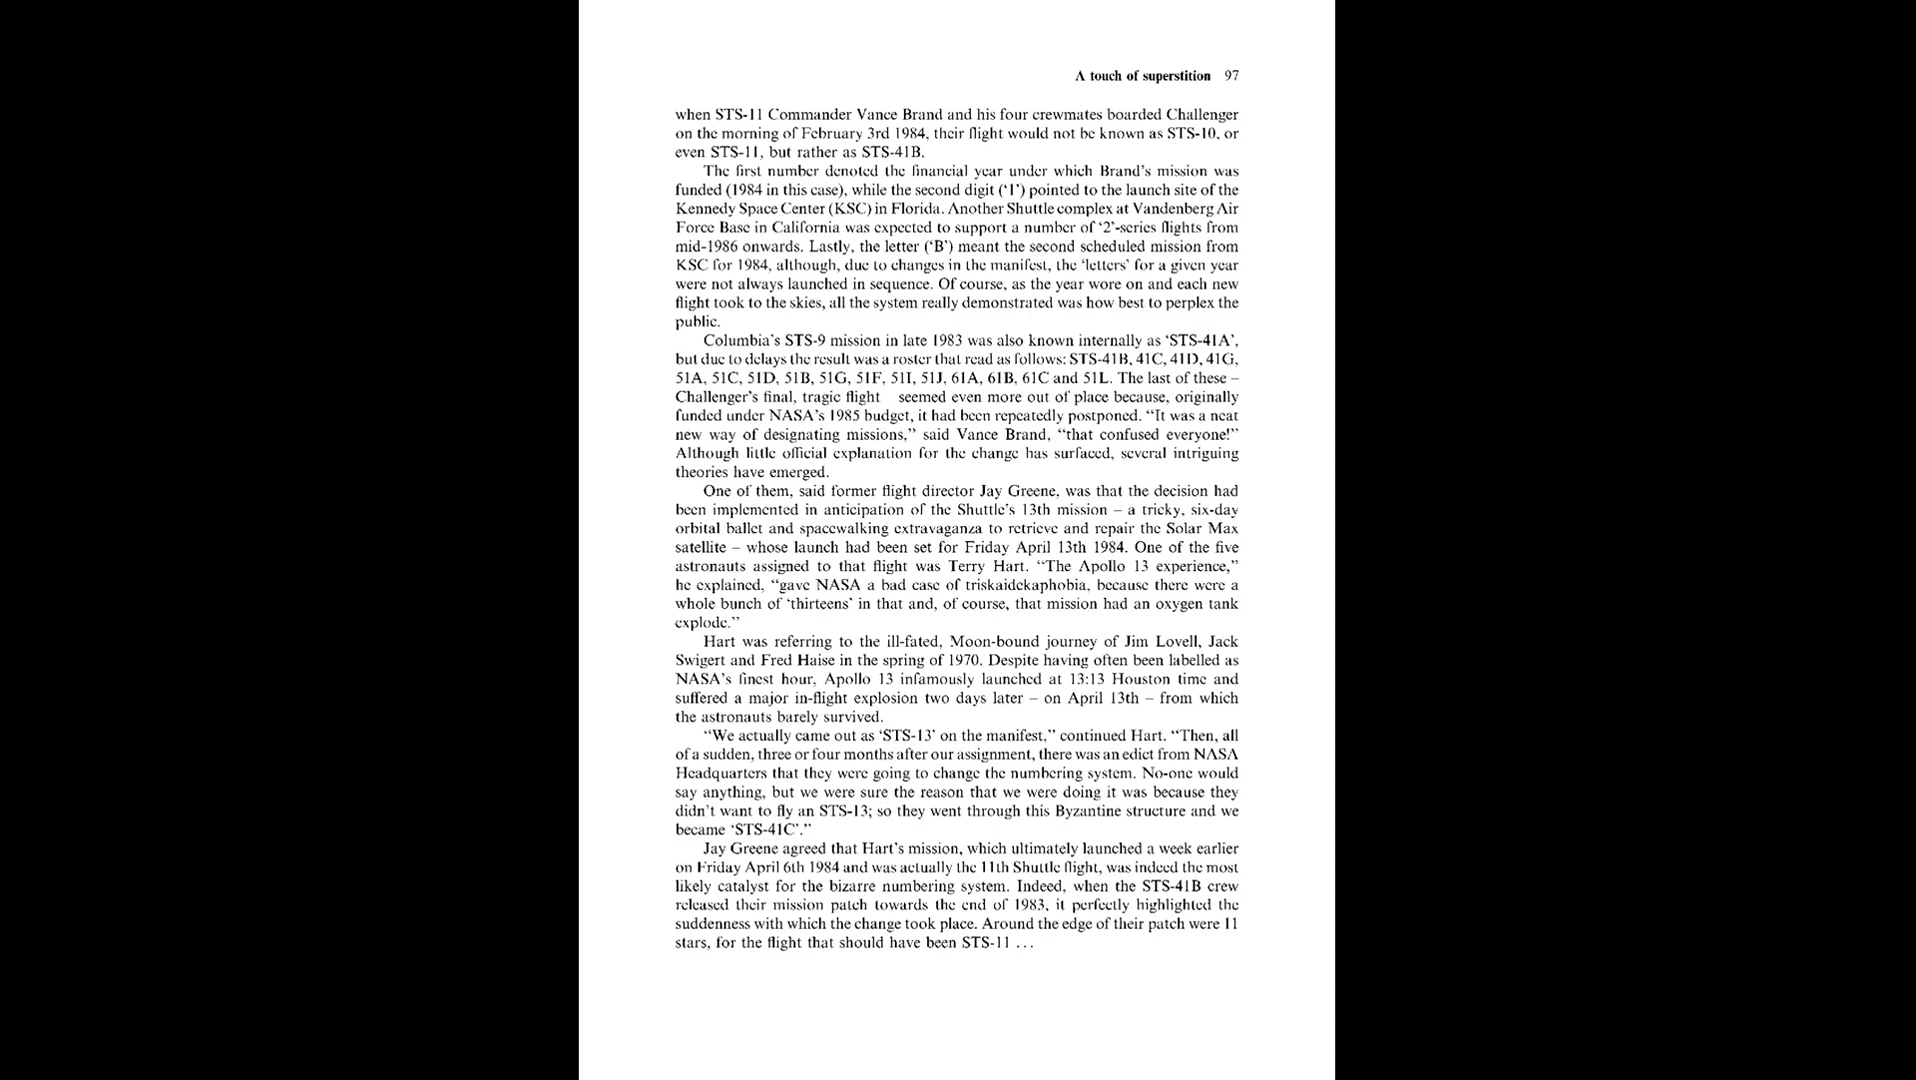 A touch of superstition 97
when STS-11 Commander Vance Brand and his four crewmates boarded Challenger
on the morning of February 3rd 1984, their flight would not be known as STS-10, or
even STS-11, but rather as STS-41B.
The first number denoted the financial year under which Brand's mission was
funded (1984 in this case), while the second digit ('1') pointed to the launch site of the
Kennedy Space Center (KSC) in Florida. Another Shuttle complex at Vandenberg Air
Force Base in California was expected to support a number of '2'-series flights from
mid-1986 onwards. Lastly, the letter ('B') meant the second scheduled mission from
KSC for 1984, although, due to changes in the manifest, the 'letters' for a given year
were not always launched in sequence. Of course, as the year wore on and each new
flight took to the skies, all the system really demonstrated was how best to perplex the
public.
Columbia's STS-9 mission in late 1983 was also known internally as 'STS-41A',
but due to delays the result was a roster that read as follows: STS-41B, 41C, 41D, 41G,
51A, 51C, 51D, 51B, 51G, 51F, 51I, 51J, 61A, 61B, 61C and 51L. The last of these –
Challenger's final, tragic flight seemed even more out of place because, originally
funded under NASA's 1985 budget, it had been repeatedly postponed. "It was a neat
new way of designating missions," said Vance Brand, "that confused everyone!"
Although little official explanation for the change has surfaced, several intriguing
theories have emerged.
One of them, said former flight director Jay Greene, was that the decision had
been implemented in anticipation of the Shuttle's 13th mission – a tricky, six-day
orbital ballet and spacewalking extravaganza to retrieve and repair the Solar Max
satellite – whose launch had been set for Friday April 13th 1984. One of the five
astronauts assigned to that flight was Terry Hart. "The Apollo 13 experience,"
he explained, "gave NASA a bad case of triskaidekaphobia, because there were a
whole bunch of 'thirteens' in that and, of course, that mission had an oxygen tank
explode."
Hart was referring to the ill-fated, Moon-bound journey of Jim Lovell, Jack
Swigert and Fred Haise in the spring of 1970. Despite having often been labelled as
NASA's finest hour, Apollo 13 infamously launched at 13:13 Houston time and
suffered a major in-flight explosion two days later – on April 13th – from which
the astronauts barely survived.
"We actually came out as 'STS-13' on the manifest," continued Hart. "Then, all
of a sudden, three or four months after our assignment, there was an edict from NASA
Headquarters that they were going to change the numbering system. No-one would
say anything, but we were sure the reason that we were doing it was because they
didn't want to fly an STS-13; so they went through this Byzantine structure and we
became 'STS-41C'."
Jay Greene agreed that Hart's mission, which ultimately launched a week earlier
on Friday April 6th 1984 and was actually the 11th Shuttle flight, was indeed the most
likely catalyst for the bizarre numbering system. Indeed, when the STS-41B crew
released their mission patch towards the end of 1983, it perfectly highlighted the
suddenness with which the change took place. Around the edge of their patch were 11
stars, for the flight that should have been STS-11 ...